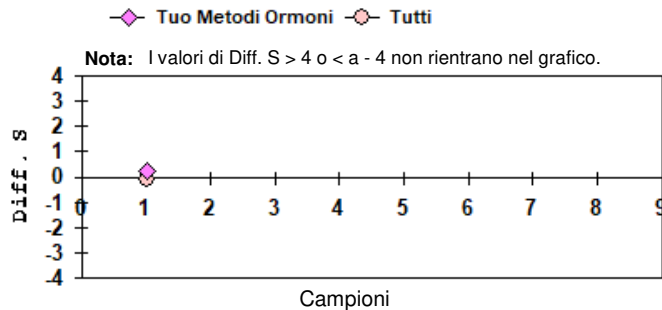 Tuo Metodi Ormoni Tutti
Nota: I valori di Diff. S > 4 o < a - 4 non rientrano nel grafico.
4
3
2
1
0
-1
-2
-3
-4
Diff. S
0 1 2 3 4 5 6 7 8 9
Campioni